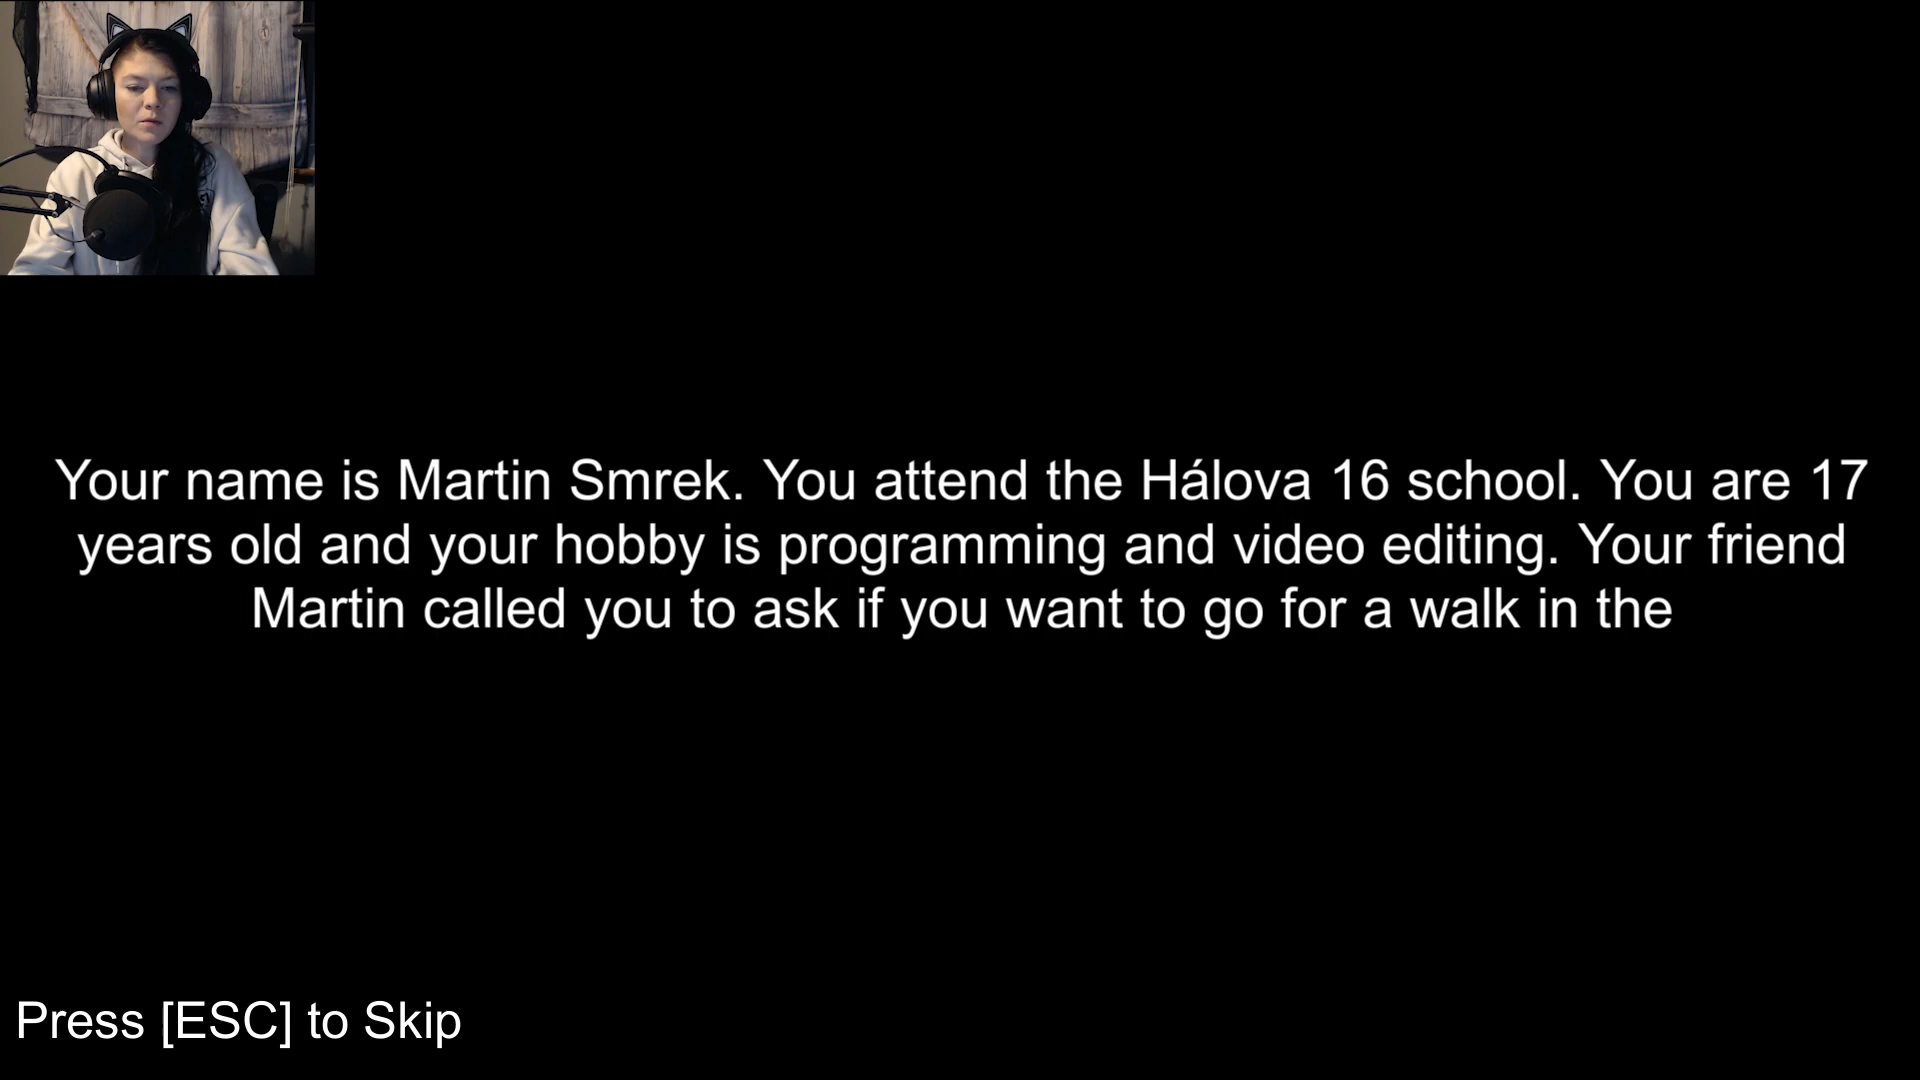 Your name is Martin Smrek. You attend the Hálova 16 school. You are 17
years old and your hobby is programming and video editing. Your friend
Martin called you to ask if you want to go for a walk in the
Press [ESC] to Skip